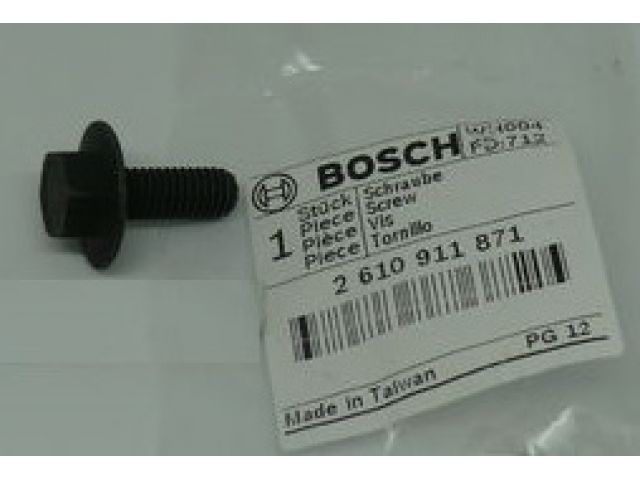 BOSCH
FD:712
1
Stück Schraube
Piece Screw
Pièce Vis
Piece Tornillo
2 610 911 871
PG 12
Made in Taiwan